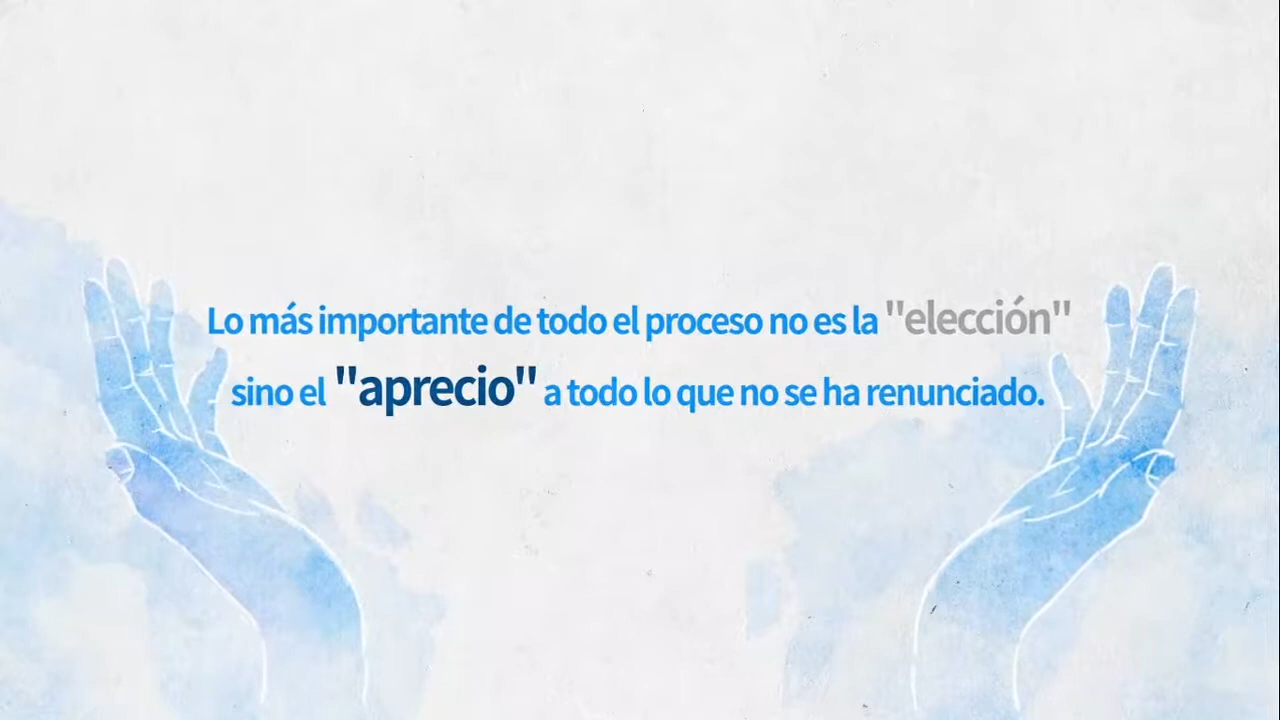 Lo más importante de todo el proceso no es la "elección"
sino el "aprecio" a todo lo que no se ha renunciado.